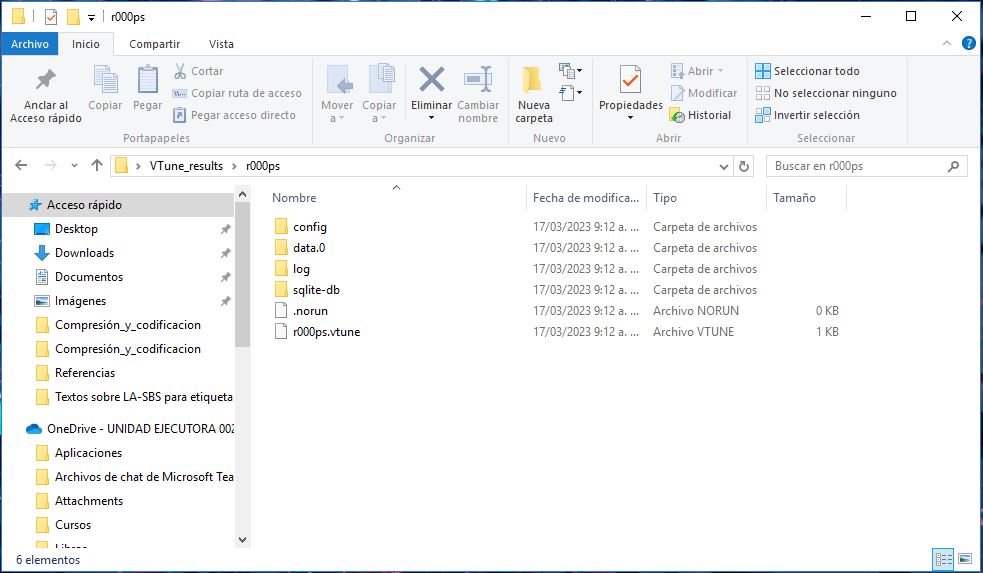 r000ps
Archivo Inicio Compartir Vista
Anclar al
Acceso rápido
Copiar
Pegar
Cortar
Copiar ruta de acceso
Pegar acceso directo
Portapapeles
Mover
a
Copiar
a
Eliminar
Cambiar
nombre
Organizar
Nueva
carpeta
Nuevo
Propiedades
Abrir
Modificar
Historial
Abrir
Seleccionar todo
No seleccionar ninguno
Invertir selección
Seleccionar
VTune_results > r000ps
Buscar en r000ps
Acceso rápido
Desktop
Downloads
Documentos
Imágenes
Compresión_y_codificacion
Compresión_y_codificacion
Referencias
Textos sobre LA-SBS para etiqueta
OneDrive - UNIDAD EJECUTORA 002
Aplicaciones
Archivos de chat de Microsoft Tea
Attachments
Cursos
Nombre Fecha de modifica... Tipo Tamaño
config 17/03/2023 9:12 a. ... Carpeta de archivos
data.0 17/03/2023 9:12 a. ... Carpeta de archivos
log 17/03/2023 9:12 a. ... Carpeta de archivos
sqlite-db 17/03/2023 9:12 a. ... Carpeta de archivos
.norun 17/03/2023 9:12 a. ... Archivo NORUN 0 KB
r000ps.vtune 17/03/2023 9:12 a. ... Archivo VTUNE 1 KB
6 elementos